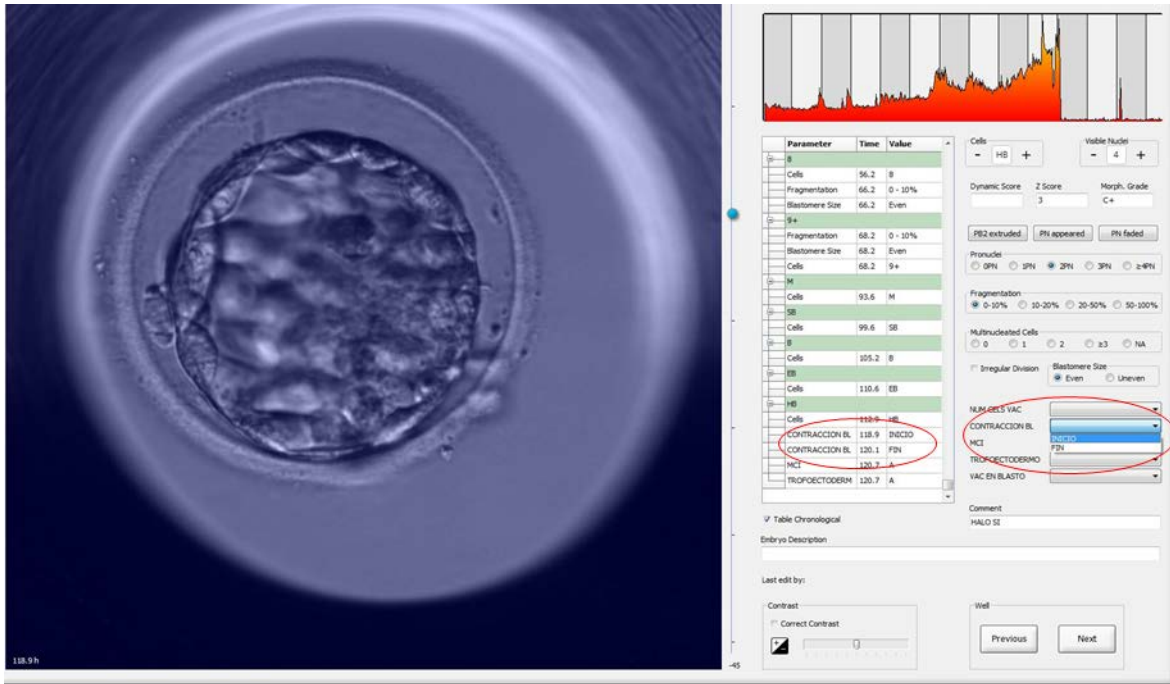 118.9 h
-45
Parameter Time Value
8
Cells 56.2 8
Fragmentation 66.2 0 - 10%
Blastomere Size 66.2 Even
9+
Fragmentation 68.2 0 - 10%
Blastomere Size 68.2 Even
Cells 68.2 9+
M
Cells 93.6 M
SB
Cells 99.6 SB
B
Cells 105.2 B
EB
Cells 110.6 EB
HB
Cells 112.9 HB
CONTRACCION BL 118.9 INICIO
CONTRACCION BL 120.1 FIN
MCI 120.7 A
TROFOECTODERM 120.7 A
Table Chronological
Embryo Description
Last edit by:
Contrast
Correct Contrast
Cells
- HB +
Visible Nuclei
- 4 +
Dynamic Score Z Score Morph. Grade
3 C+
PB2 extruded PN appeared PN faded
Pronuclei
0PN 1PN 2PN 3PN ≥4PN
Fragmentation
0-10% 10-20% 20-50% 50-100%
Multinucleated Cells
0 1 2 ≥3 NA
Irregular Division
Blastomere Size
Even Uneven
NUM CELS VAC
CONTRACCION BL
INICIO
MCI
FIN
TROFOECTODERMO
VAC EN BLASTO
Comment
HALO SI
Well
Previous Next